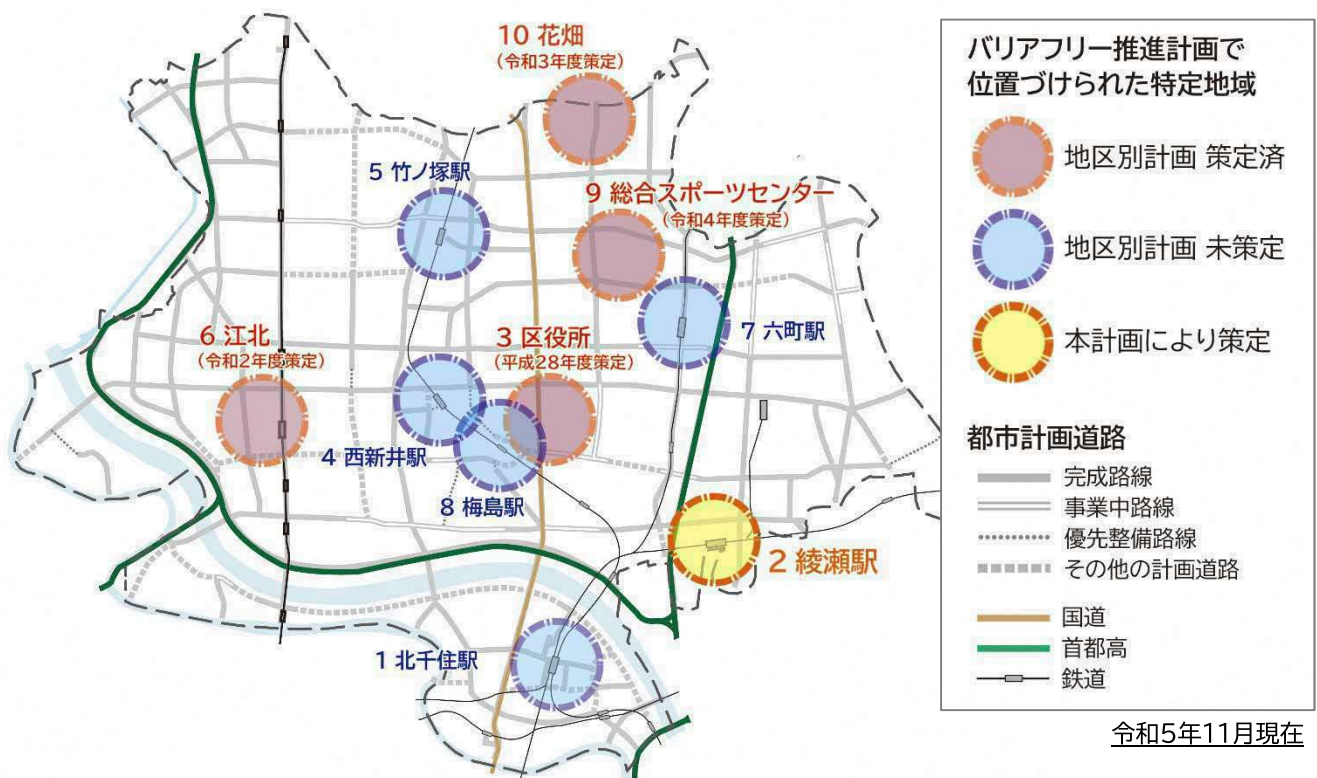 10 花畑
(令和3年度策定)
5 竹ノ塚駅
9 総合スポーツセンター
(令和4年度策定)
6 江北
(令和2年度策定)
3 区役所
(平成28年度策定)
7 六町駅
4 西新井駅
8 梅島駅
2 綾瀬駅
1 北千住駅
バリアフリー推進計画で
位置づけられた特定地域
地区別計画 策定済
地区別計画 未策定
本計画により策定
都市計画道路
完成路線
事業中路線
優先整備路線
その他の計画道路
国道
首都高
鉄道
令和5年11月現在